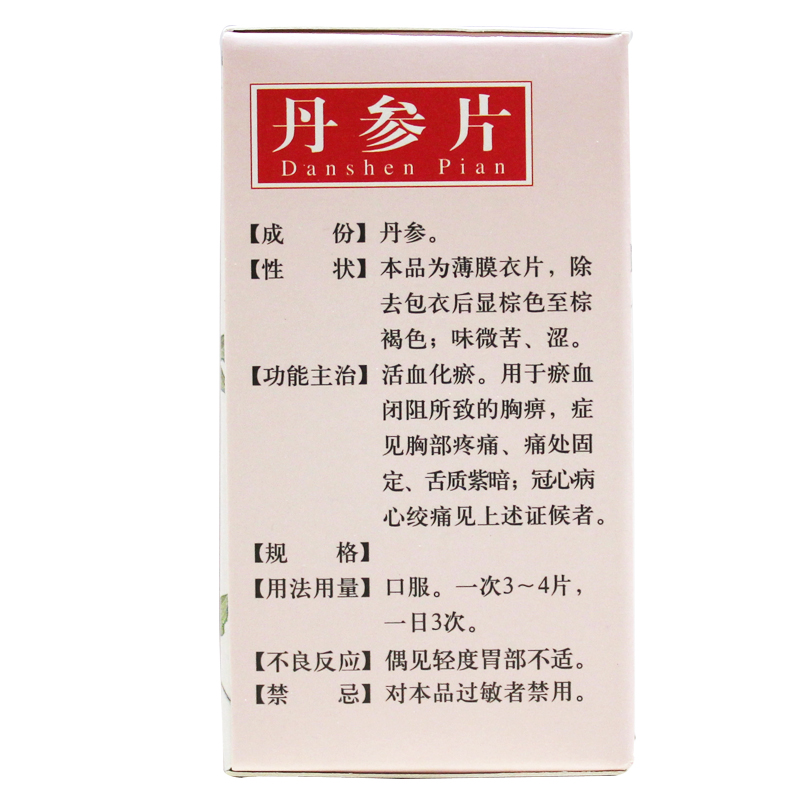 丹参片
Danshen Pian
【成 份】丹参。
【性 状】本品为薄膜衣片，除
去包衣后显棕色至棕
褐色；味微苦、涩。
【功能主治】活血化瘀。用于瘀血
闭阻所致的胸痹，症
见胸部疼痛、痛处固
定、舌质紫暗；冠心病
心绞痛见上述证候者。
【规 格】
【用法用量】口服。一次3～4片，
一日3次。
【不良反应】偶见轻度胃部不适。
【禁 忌】对本品过敏者禁用。